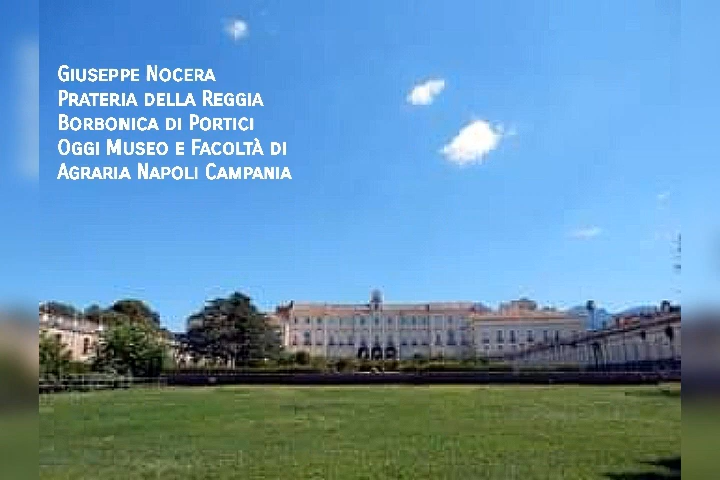 Giuseppe Nocera
Prateria della Reggia
Borbonica di Portici
Oggi Museo e Facoltà di
Agraria Napoli Campania